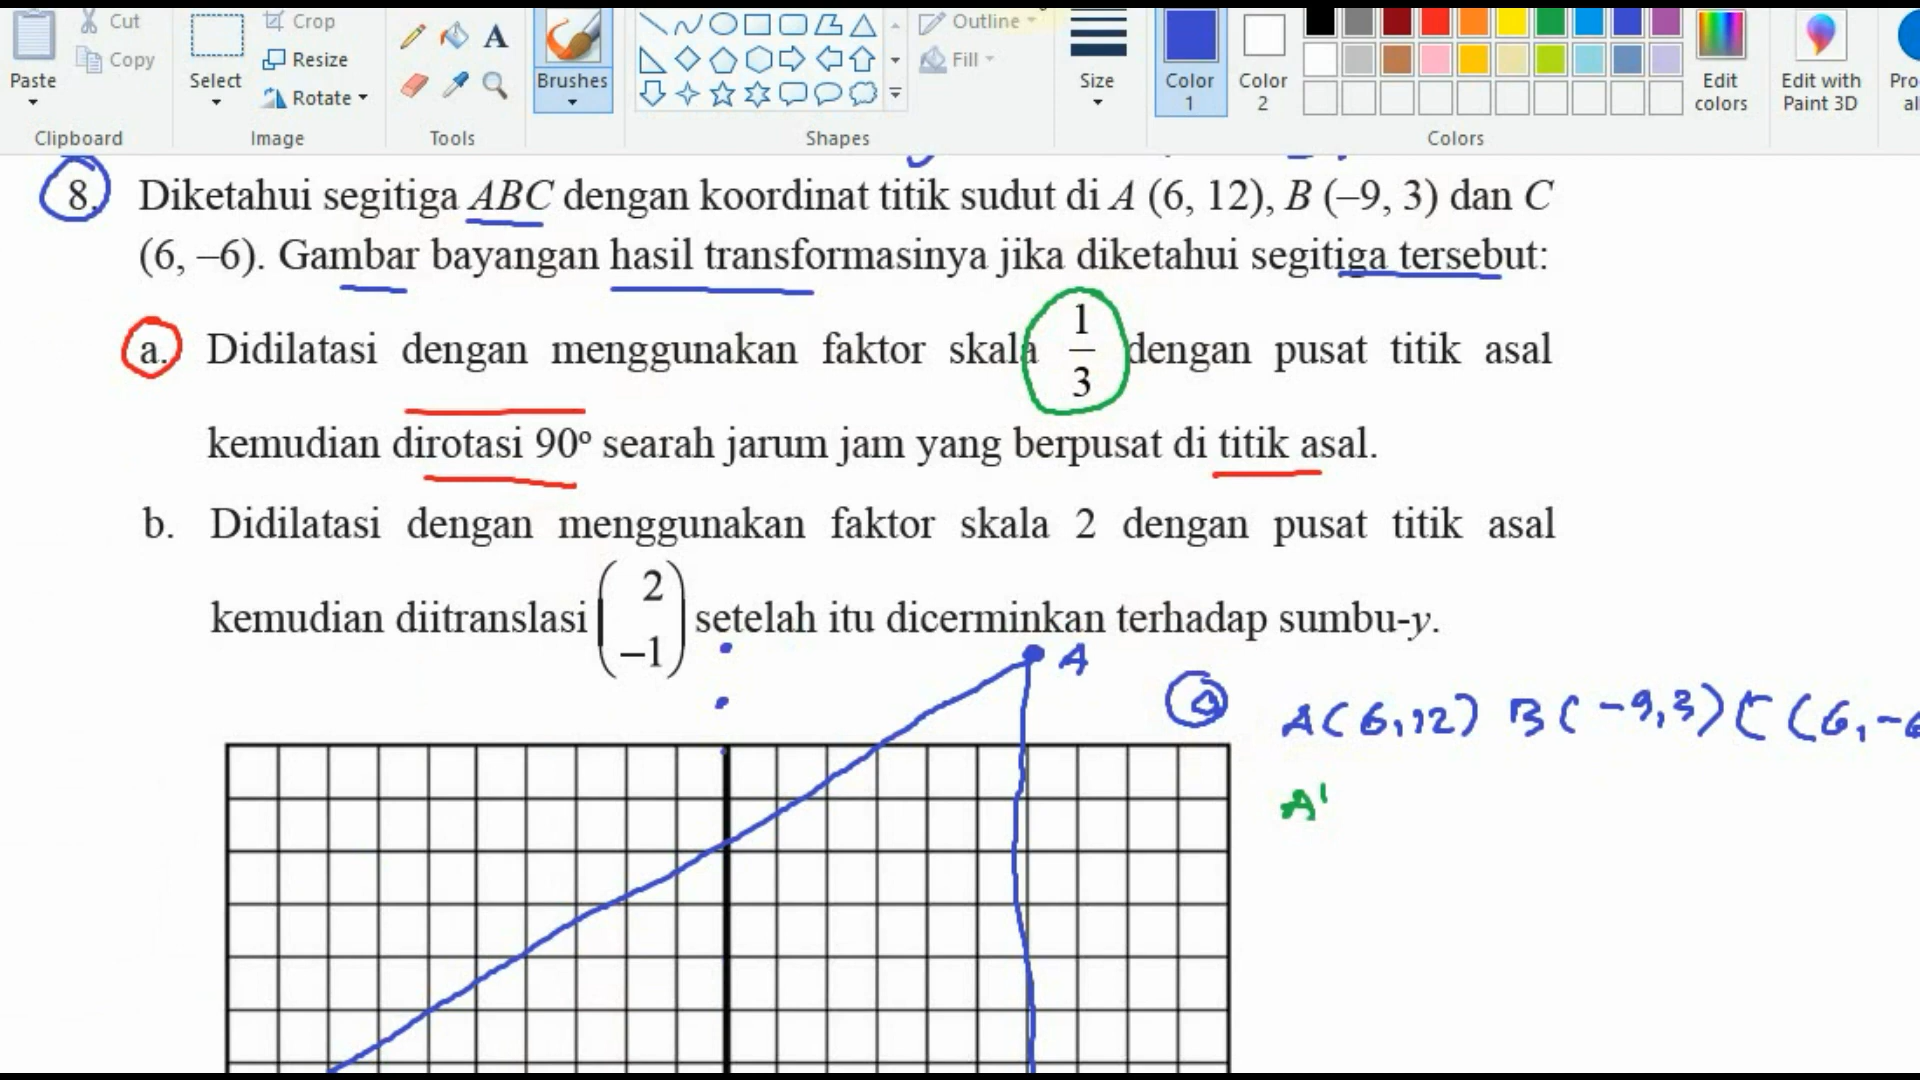 Cut
Copy
Paste
Clipboard
Crop
Resize
Rotate
Select
Image
A
Tools
Brushes
Shapes
Outline
Fill
Size
Color 1
Color 2
Edit colors
Edit with Paint 3D
Colors
8. Diketahui segitiga ABC dengan koordinat titik sudut di A (6, 12), B (–9, 3) dan C
(6, –6). Gambar bayangan hasil transformasinya jika diketahui segitiga tersebut:
a. Didilatasi dengan menggunakan faktor skala 1/3 dengan pusat titik asal
kemudian dirotasi 90º searah jarum jam yang berpusat di titik asal.
b. Didilatasi dengan menggunakan faktor skala 2 dengan pusat titik asal
kemudian diitranslasi (2 –1) setelah itu dicerminkan terhadap sumbu-y.
A
a A(6,12) B(-9,3) C(6,-6
A'